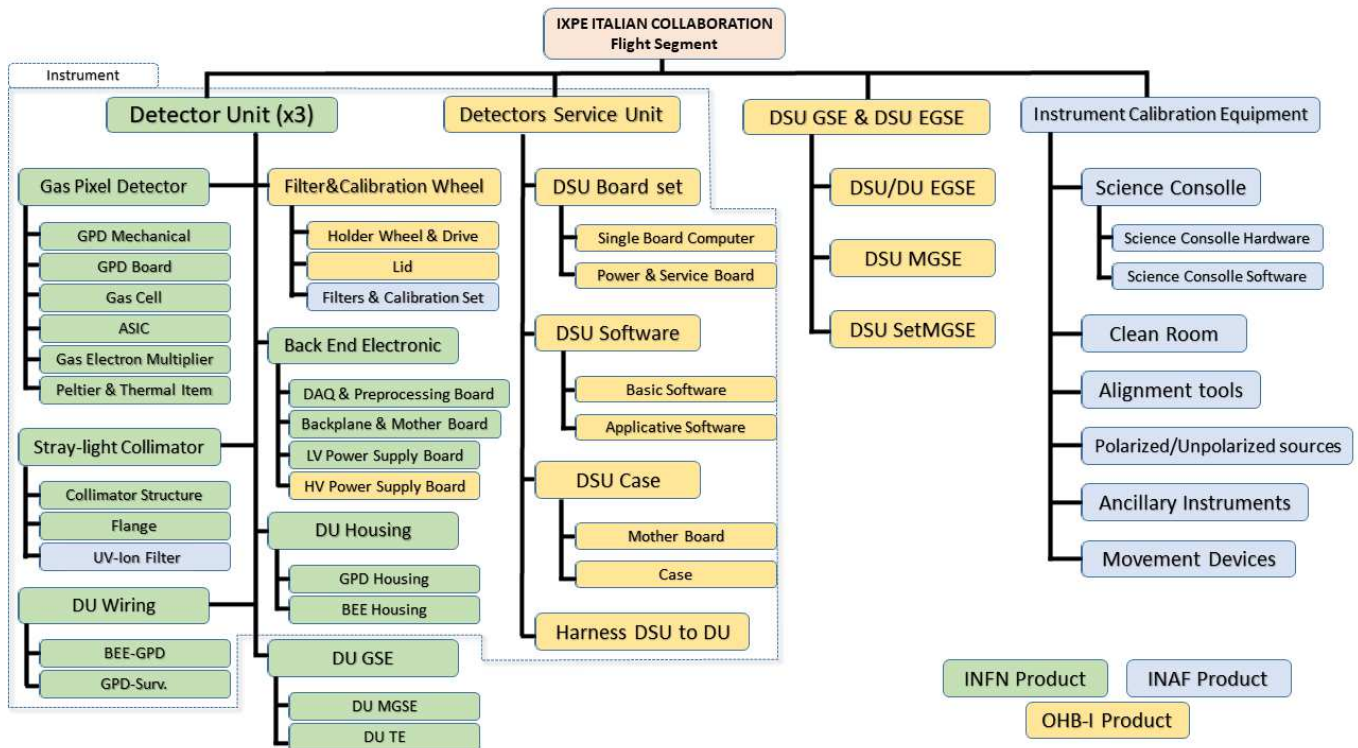 IXPE ITALIAN COLLABORATION
Flight Segment
Instrument
Detector Unit (x3)
Gas Pixel Detector
GPD Mechanical
GPD Board
Gas Cell
ASIC
Gas Electron Multiplier
Peltier & Thermal Item
Stray-light Collimator
Collimator Structure
Flange
UV-Ion Filter
DU Wiring
BEE-GPD
GPD-Surv.
Filter&Calibration Wheel
Holder Wheel & Drive
Lid
Filters & Calibration Set
Back End Electronic
DAQ & Preprocessing Board
Backplane & Mother Board
LV Power Supply Board
HV Power Supply Board
DU Housing
GPD Housing
BEE Housing
DU GSE
DU MGSE
DU TE
Detectors Service Unit
DSU Board set
Single Board Computer
Power & Service Board
DSU Software
Basic Software
Applicative Software
DSU Case
Mother Board
Case
Harness DSU to DU
DSU GSE & DSU EGSE
DSU/DU EGSE
DSU MGSE
DSU SetMGSE
Instrument Calibration Equipment
Science Consolle
Science Consolle Hardware
Science Consolle Software
Clean Room
Alignment tools
Polarized/Unpolarized sources
Ancillary Instruments
Movement Devices
INFN Product
INAF Product
OHB-I Product